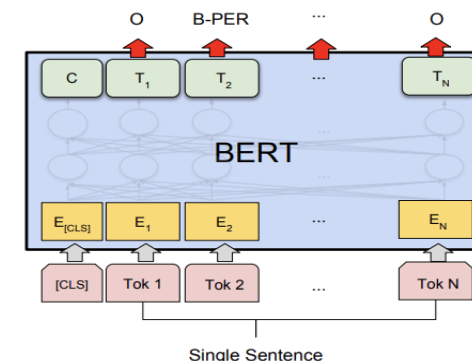 O B-PER ... O
C T1 T2 ... TN
...
BERT
...
E[CLS] E1 E2 ... EN
[CLS] Tok 1 Tok 2 ... Tok N
Single Sentence